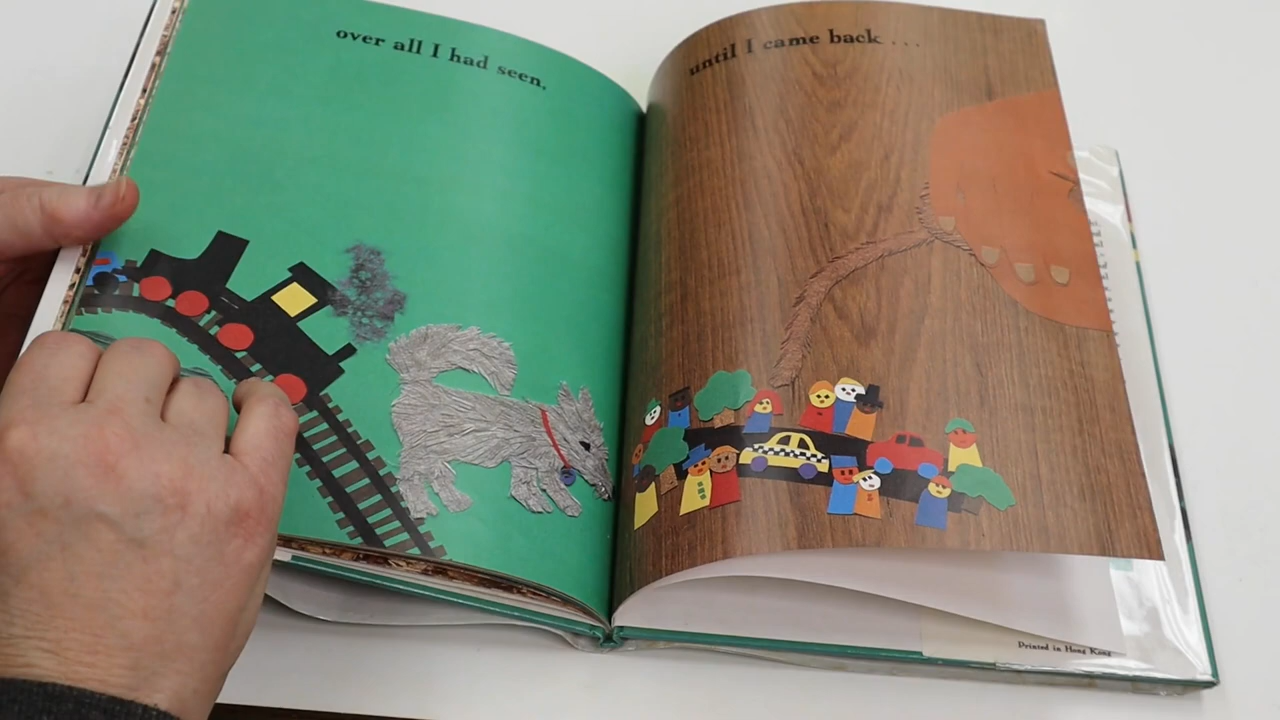 over all I had seen,
until I came back ...
Printed in Hong Kong